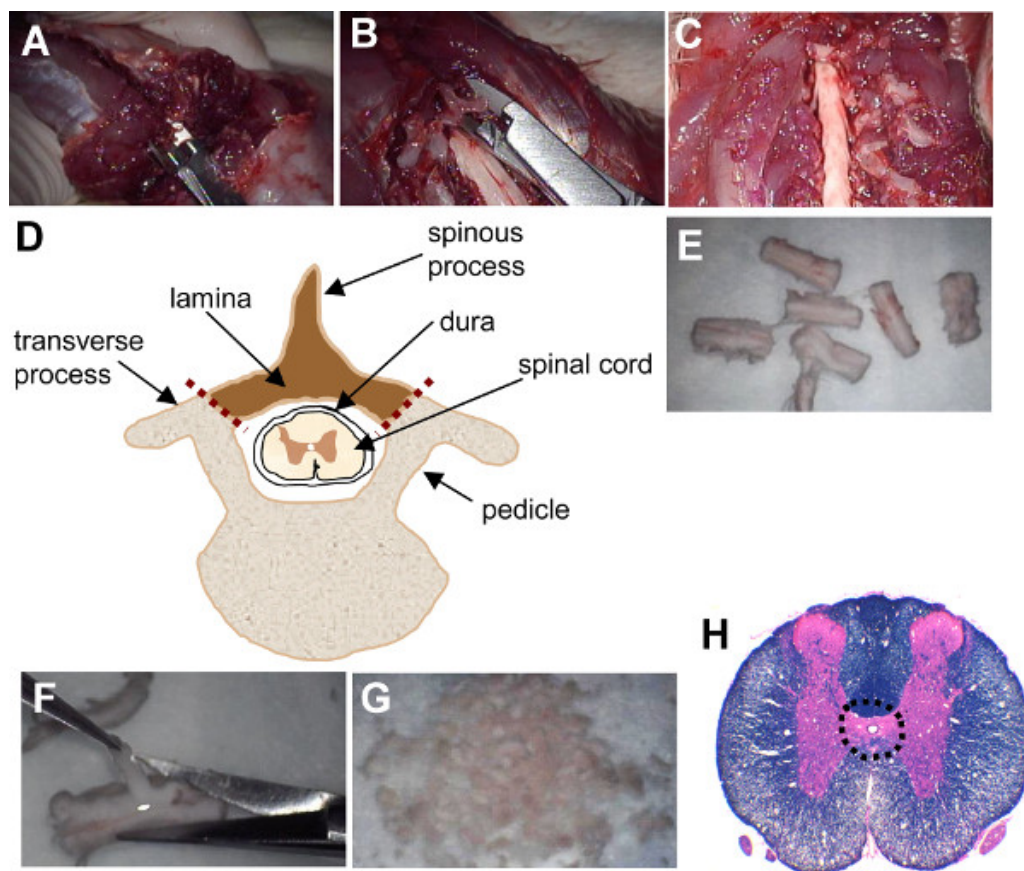 A
B
C
D
spinous
process
lamina
dura
transverse
process
spinal cord
pedicle
E
F
G
H